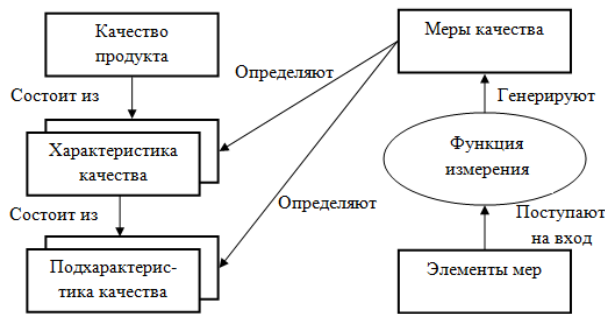 Качество
продукта
Меры качества
Определяют
Состоит из
Генерируют
Характеристика
качества
Функция
измерения
Состоит из
Определяют
Поступают
на вход
Подхарактерис-
тика качества
Элементы мер